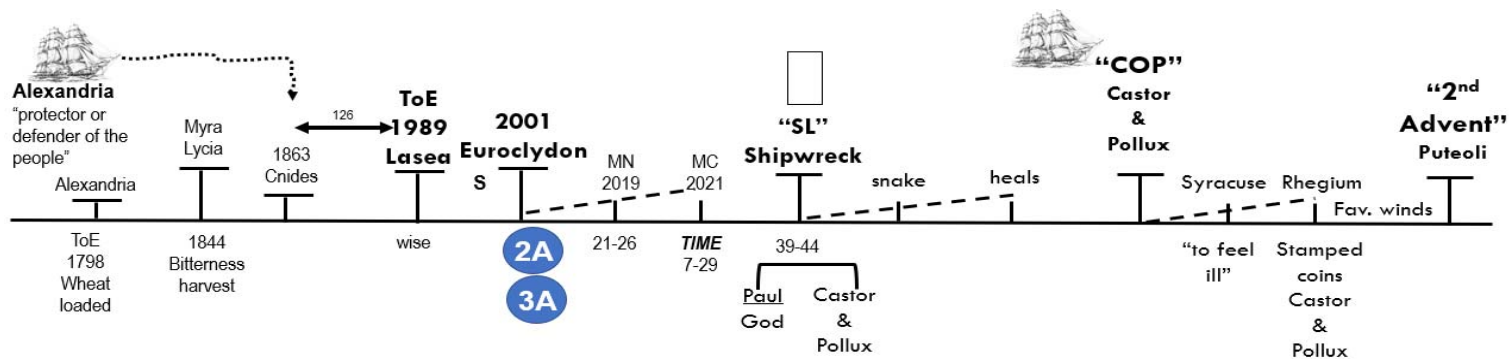 Alexandria
“protector or
defender of the
people”
Alexandria
ToE
1798
Wheat
loaded
Myra
Lycia
1844
Bitterness
harvest
1863
Cnides
126
ToE
1989
Lasea
wise
2001
Euroclydon
S
2A
3A
MN
2019
21-26
MC
2021
TIME
7-29
“SL”
Shipwreck
39-44
Paul
God
Castor
&
Pollux
snake
heals
“COP”
Castor
&
Pollux
Syracuse
“to feel
ill”
Rhegium
Stamped
coins
Castor
&
Pollux
Fav. winds
“2nd
Advent”
Puteoli